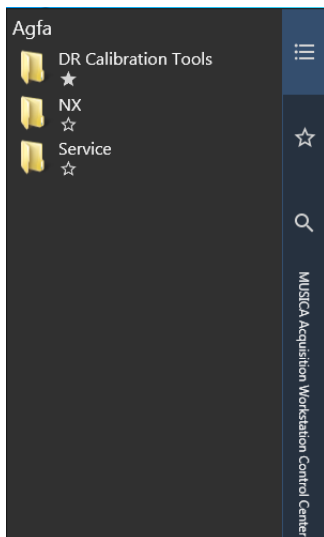 Agfa
DR Calibration Tools
NX
Service
MUSICA Acquisition Workstation Control Center